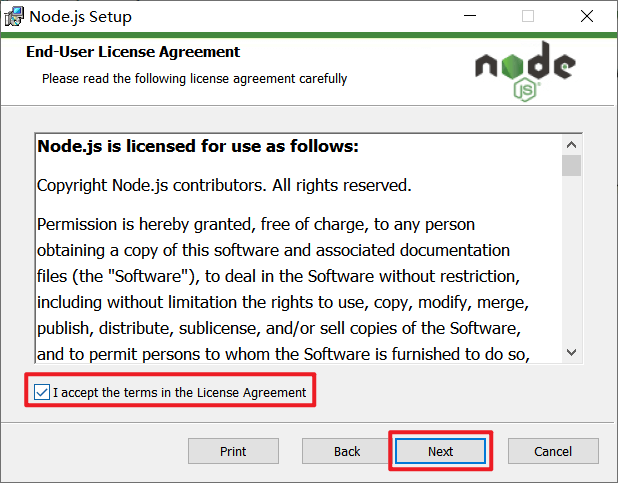 Node.js Setup
End-User License Agreement
Please read the following license agreement carefully
node
JS
Node.js is licensed for use as follows:
Copyright Node.js contributors. All rights reserved.
Permission is hereby granted, free of charge, to any person
obtaining a copy of this software and associated documentation
files (the "Software"), to deal in the Software without restriction,
including without limitation the rights to use, copy, modify, merge,
publish, distribute, sublicense, and/or sell copies of the Software,
and to permit persons to whom the Software is furnished to do so,
I accept the terms in the License Agreement
Print Back Next Cancel